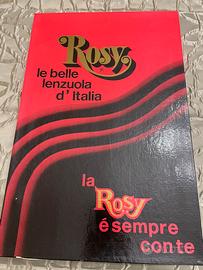 Rosy
le belle
lenzuola
d'Italia
la
Rosy
é sempre
con te